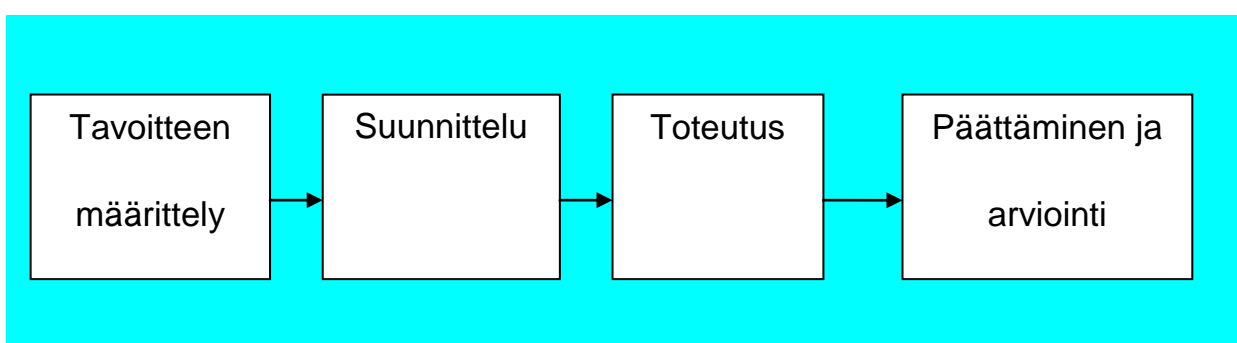 Tavoitteen
määrittely
Suunnittelu
Toteutus
Päättäminen ja
arviointi